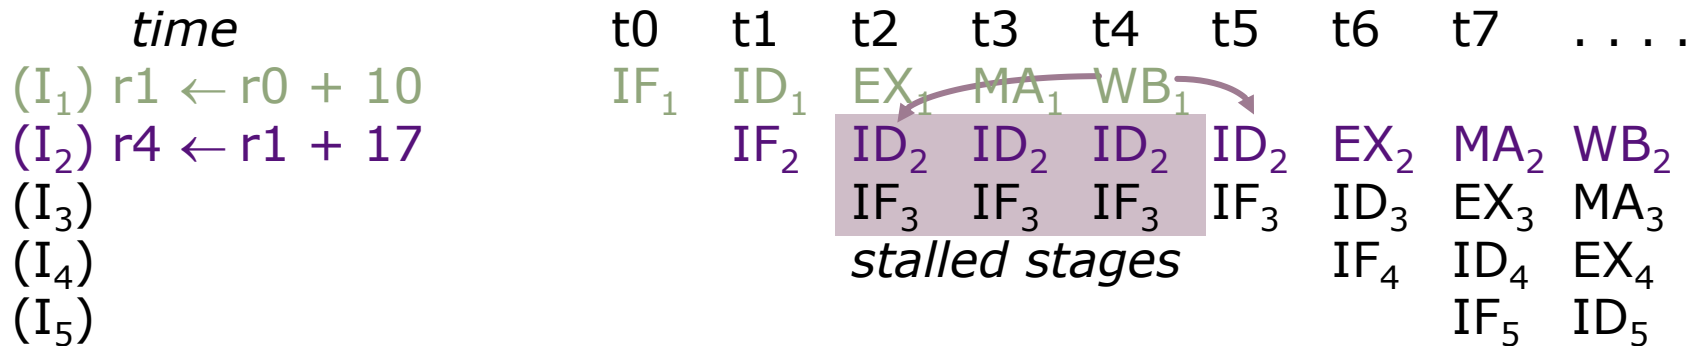 time t0 t1 t2 t3 t4 t5 t6 t7 . . . .
(I₁) r1 ← r0 + 10 IF₁ ID₁ EX₁ MA₁ WB₁
(I₂) r4 ← r1 + 17 IF₂ ID₂ ID₂ ID₂ ID₂ EX₂ MA₂ WB₂
(I₃) IF₃ IF₃ IF₃ IF₃ ID₃ EX₃ MA₃
(I₄) stalled stages IF₄ ID₄ EX₄
(I₅) IF₅ ID₅